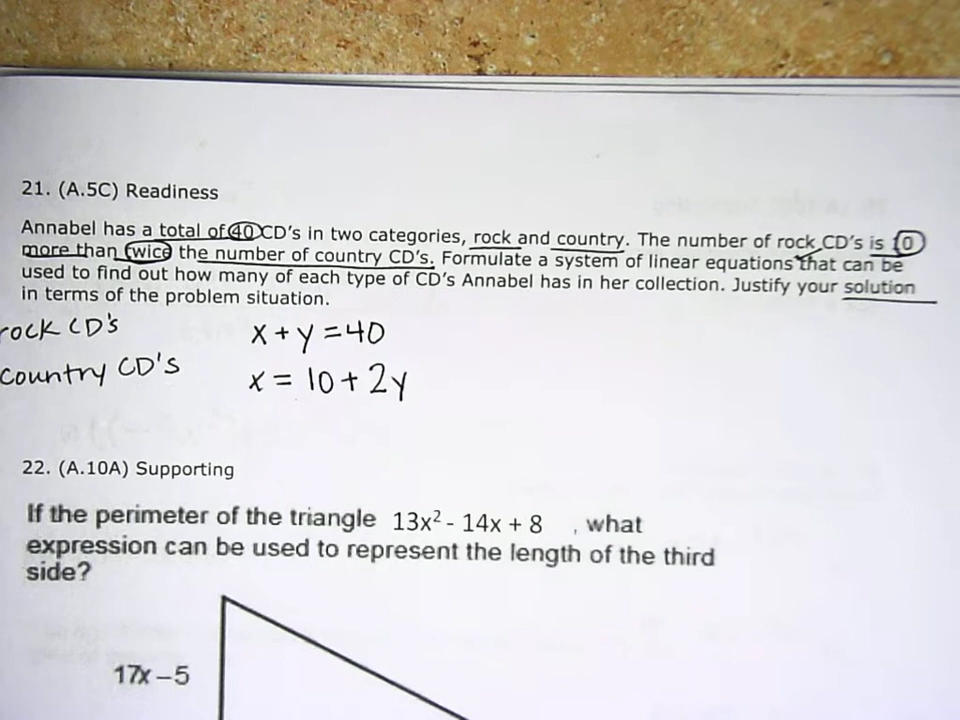 21. (A.5C) Readiness
Annabel has a total of 40 CD's in two categories, rock and country. The number of rock CD's is 10
more than twice the number of country CD's. Formulate a system of linear equations that can be
used to find out how many of each type of CD's Annabel has in her collection. Justify your solution
in terms of the problem situation.
rock CD's x + y = 40
country CD's x = 10 + 2y
22. (A.10A) Supporting
If the perimeter of the triangle 13x² - 14x + 8 , what
expression can be used to represent the length of the third
side?
17x – 5